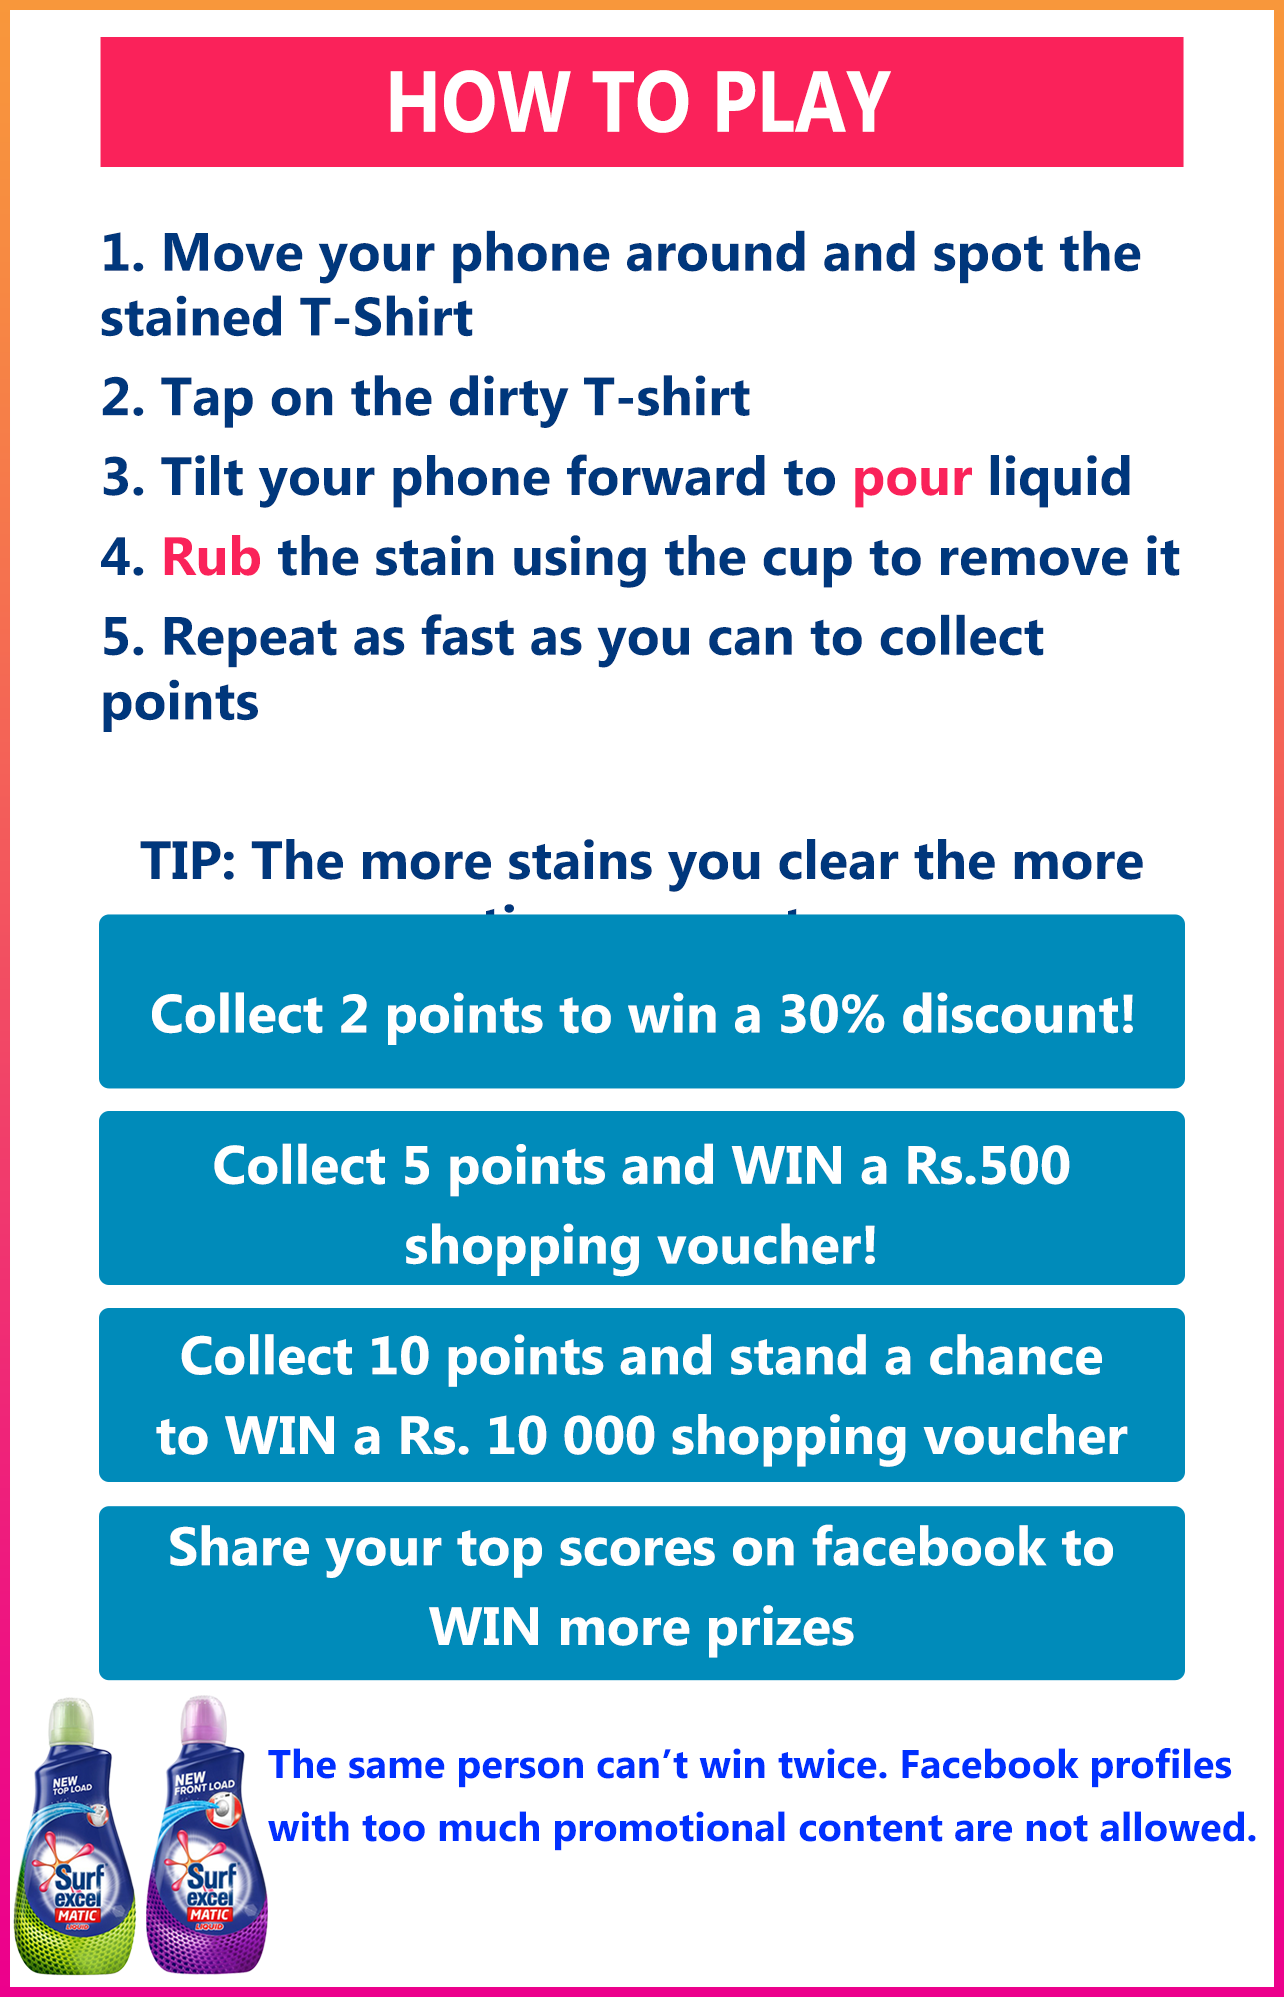 HOW TO PLAY
1. Move your phone around and spot the
stained T-Shirt
2. Tap on the dirty T-shirt
3. Tilt your phone forward to pour liquid
4. Rub the stain using the cup to remove it
5. Repeat as fast as you can to collect
points
TIP: The more stains you clear the more
Collect 2 points to win a 30% discount!
Collect 5 points and WIN a Rs.500
shopping voucher!
Collect 10 points and stand a chance
to WIN a Rs. 10 000 shopping voucher
Share your top scores on facebook to
WIN more prizes
The same person can’t win twice. Facebook profiles
with too much promotional content are not allowed.
NEW
TOP LOAD
Surf
excel
MATIC
LIQUID
NEW
FRONT LOAD
Surf
excel
MATIC
LIQUID